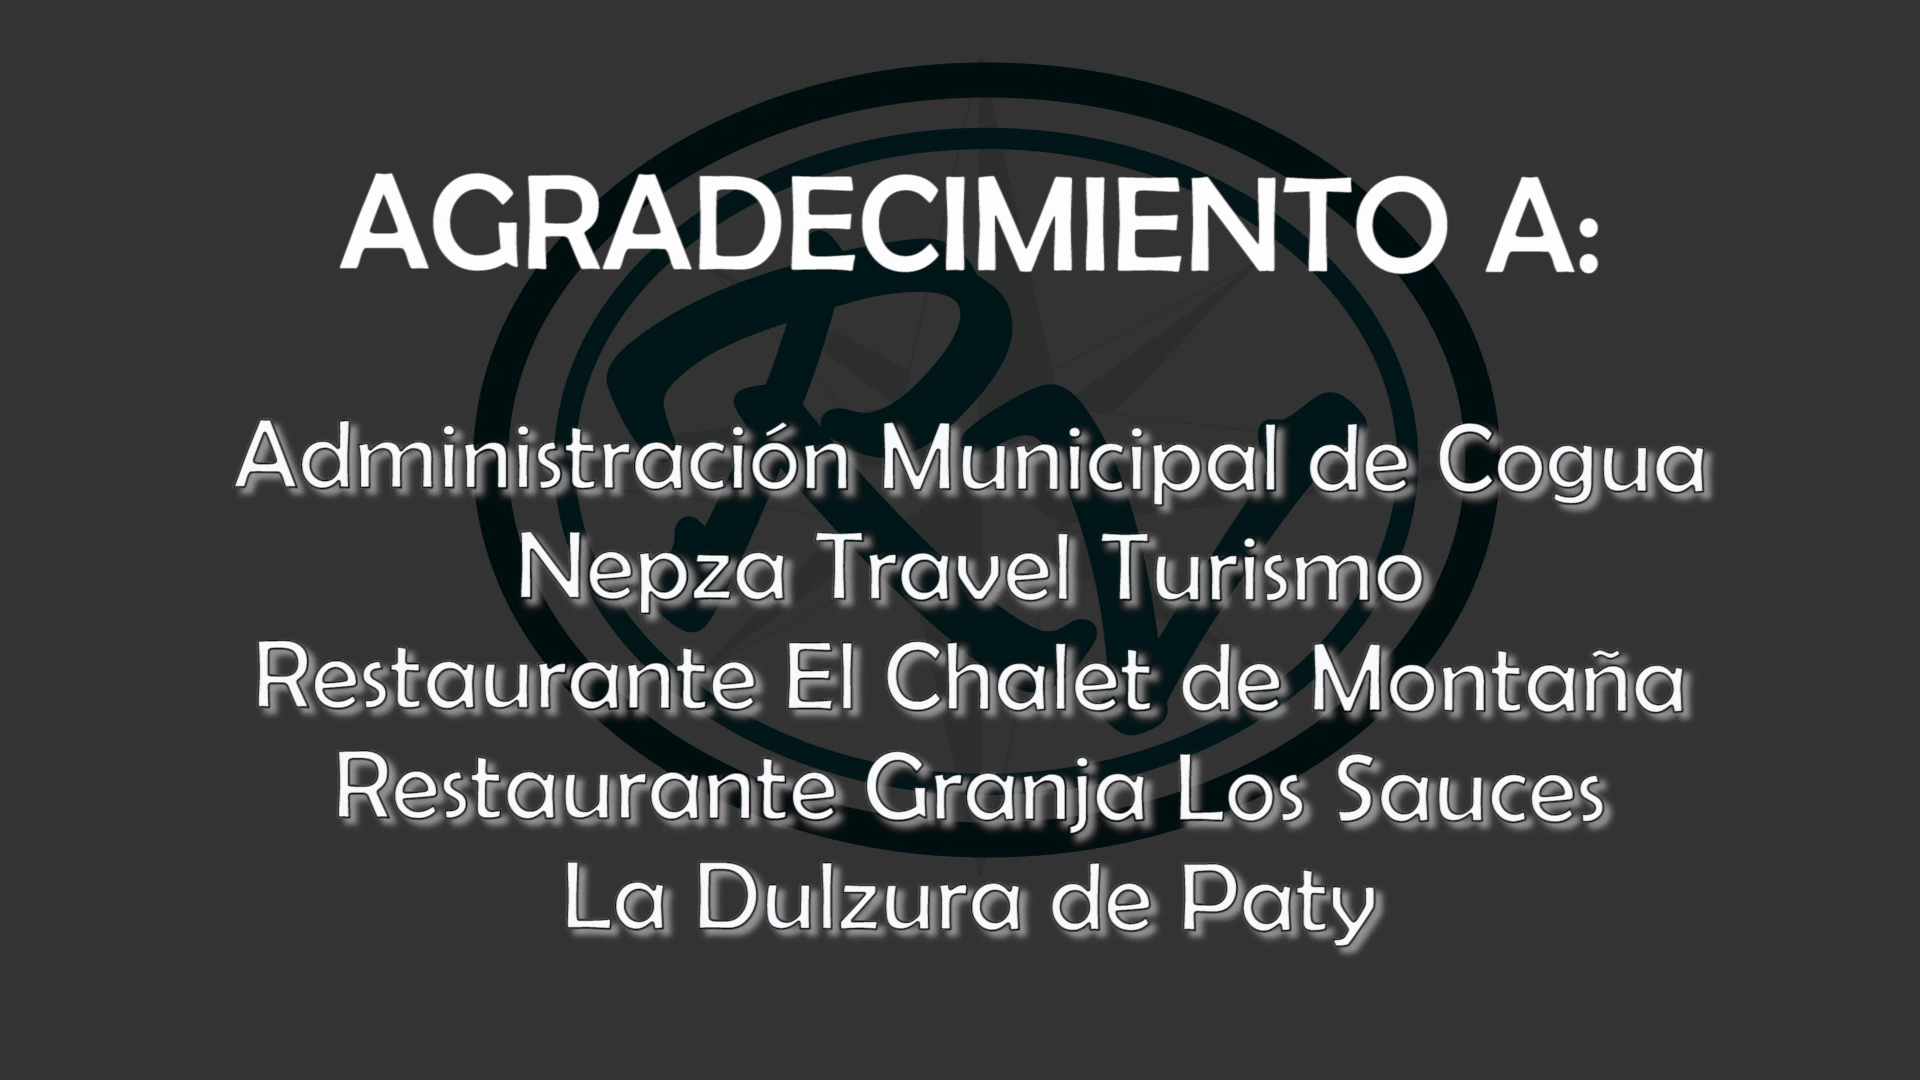 AGRADECIMIENTO A:
Administración Municipal de Cogua
Nepza Travel Turismo
Restaurante El Chalet de Montaña
Restaurante Granja Los Sauces
La Dulzura de Paty